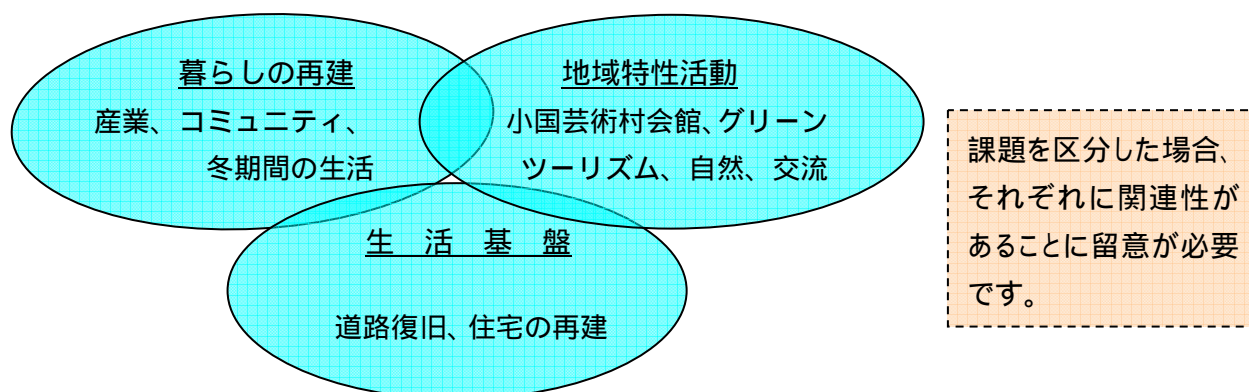 暮らしの再建
産業、コミュニティ、
冬期間の生活
地域特性活動
小国芸術村会館、グリーン
ツーリズム、自然、交流
生 活 基 盤
道路復旧、住宅の再建
課題を区分した場合、
それぞれに関連性が
あることに留意が必要
です。